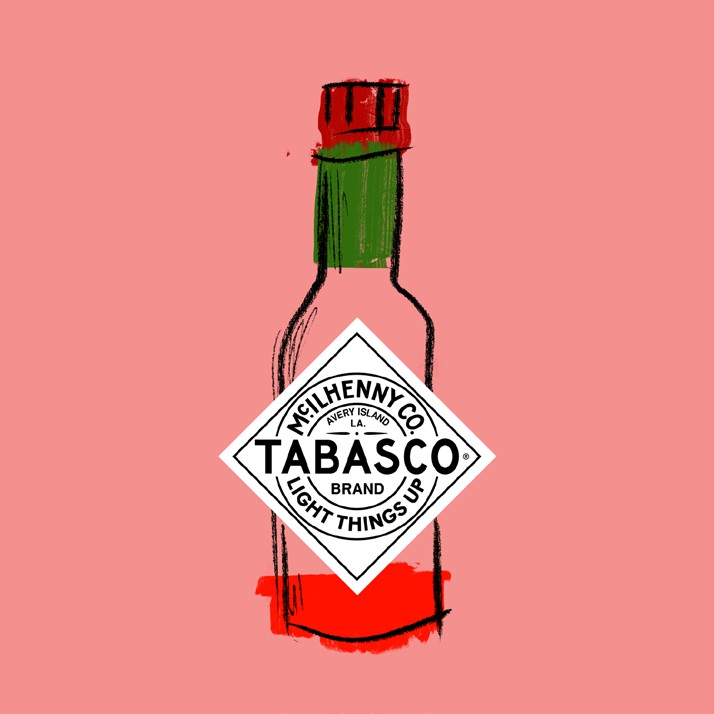 McILHENNY CO.
AVERY ISLAND
LA.
TABASCO®
BRAND
LIGHT THINGS UP